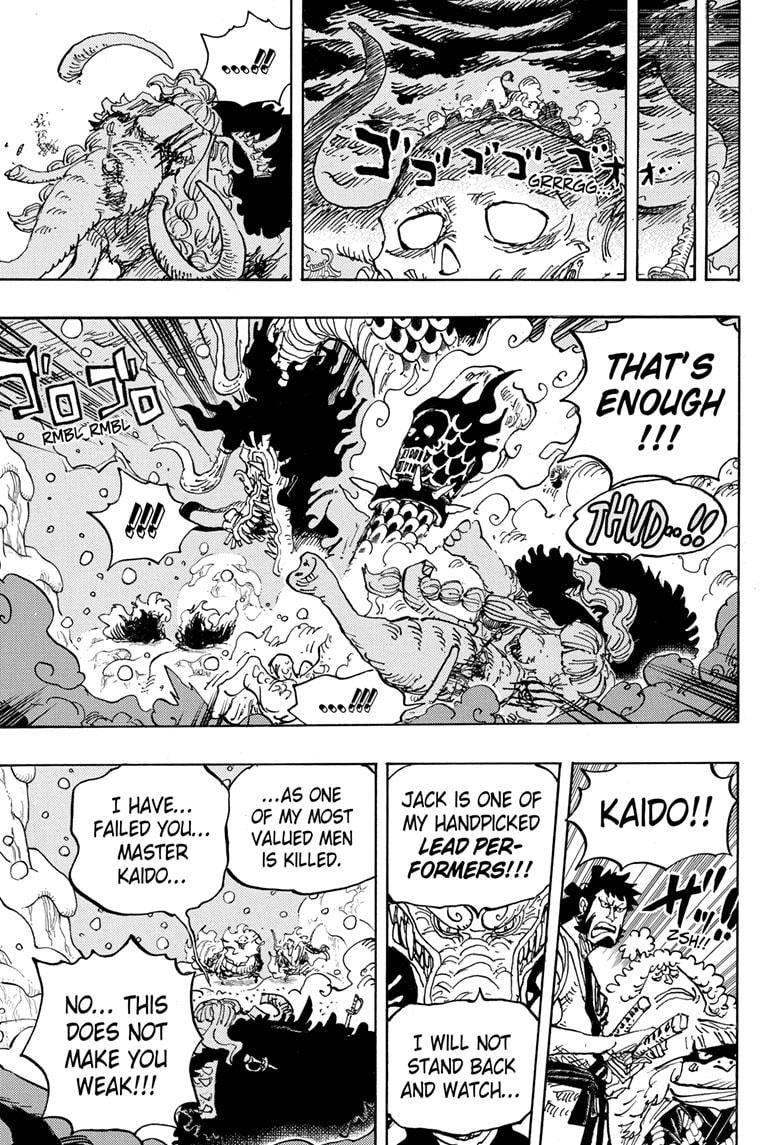 ゴゴゴゴゴォォ…
GRRRGG...
....!!
THAT'S
ENOUGH
!!!
THUD....!!
ゴロゴロ
RMBL RMBL
!!!
...!!!
KAIDO!!
ザッ!!
ZSH!!
JACK IS ONE OF
MY HANDPICKED
LEAD PER-
FORMERS!!!
I WILL NOT
STAND BACK
AND WATCH...
...AS ONE
OF MY MOST
VALUED MEN
IS KILLED.
I HAVE...
FAILED YOU...
MASTER
KAIDO...
NO... THIS
DOES NOT
MAKE YOU
WEAK!!!